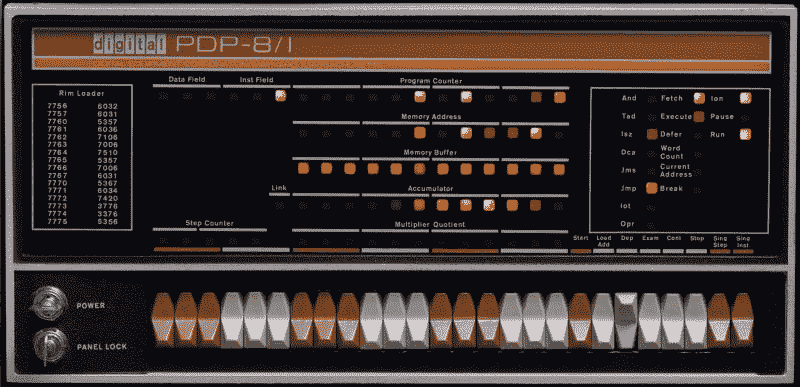 digital PDP-8/I
Data Field Inst Field Program Counter
Rim Loader
7756 6032
7757 6031
7760 5357
7761 6036
7762 7106
7763 7006
7764 7510
7765 5357
7766 7006
7767 6031
7770 5367
7771 6034
7772 7420
7773 3776
7774 3376
7775 5356
Memory Address
Memory Buffer
Link Accumulator
Step Counter Multiplier Quotient
And Fetch Ion
Tad Execute Pause
Isz Defer Run
Dca Word Count
Jms Current Address
Jmp Break
Iot
Opr
Start Load Add Dep Exam Cont Stop Sing Step Sing Inst
POWER
PANEL LOCK